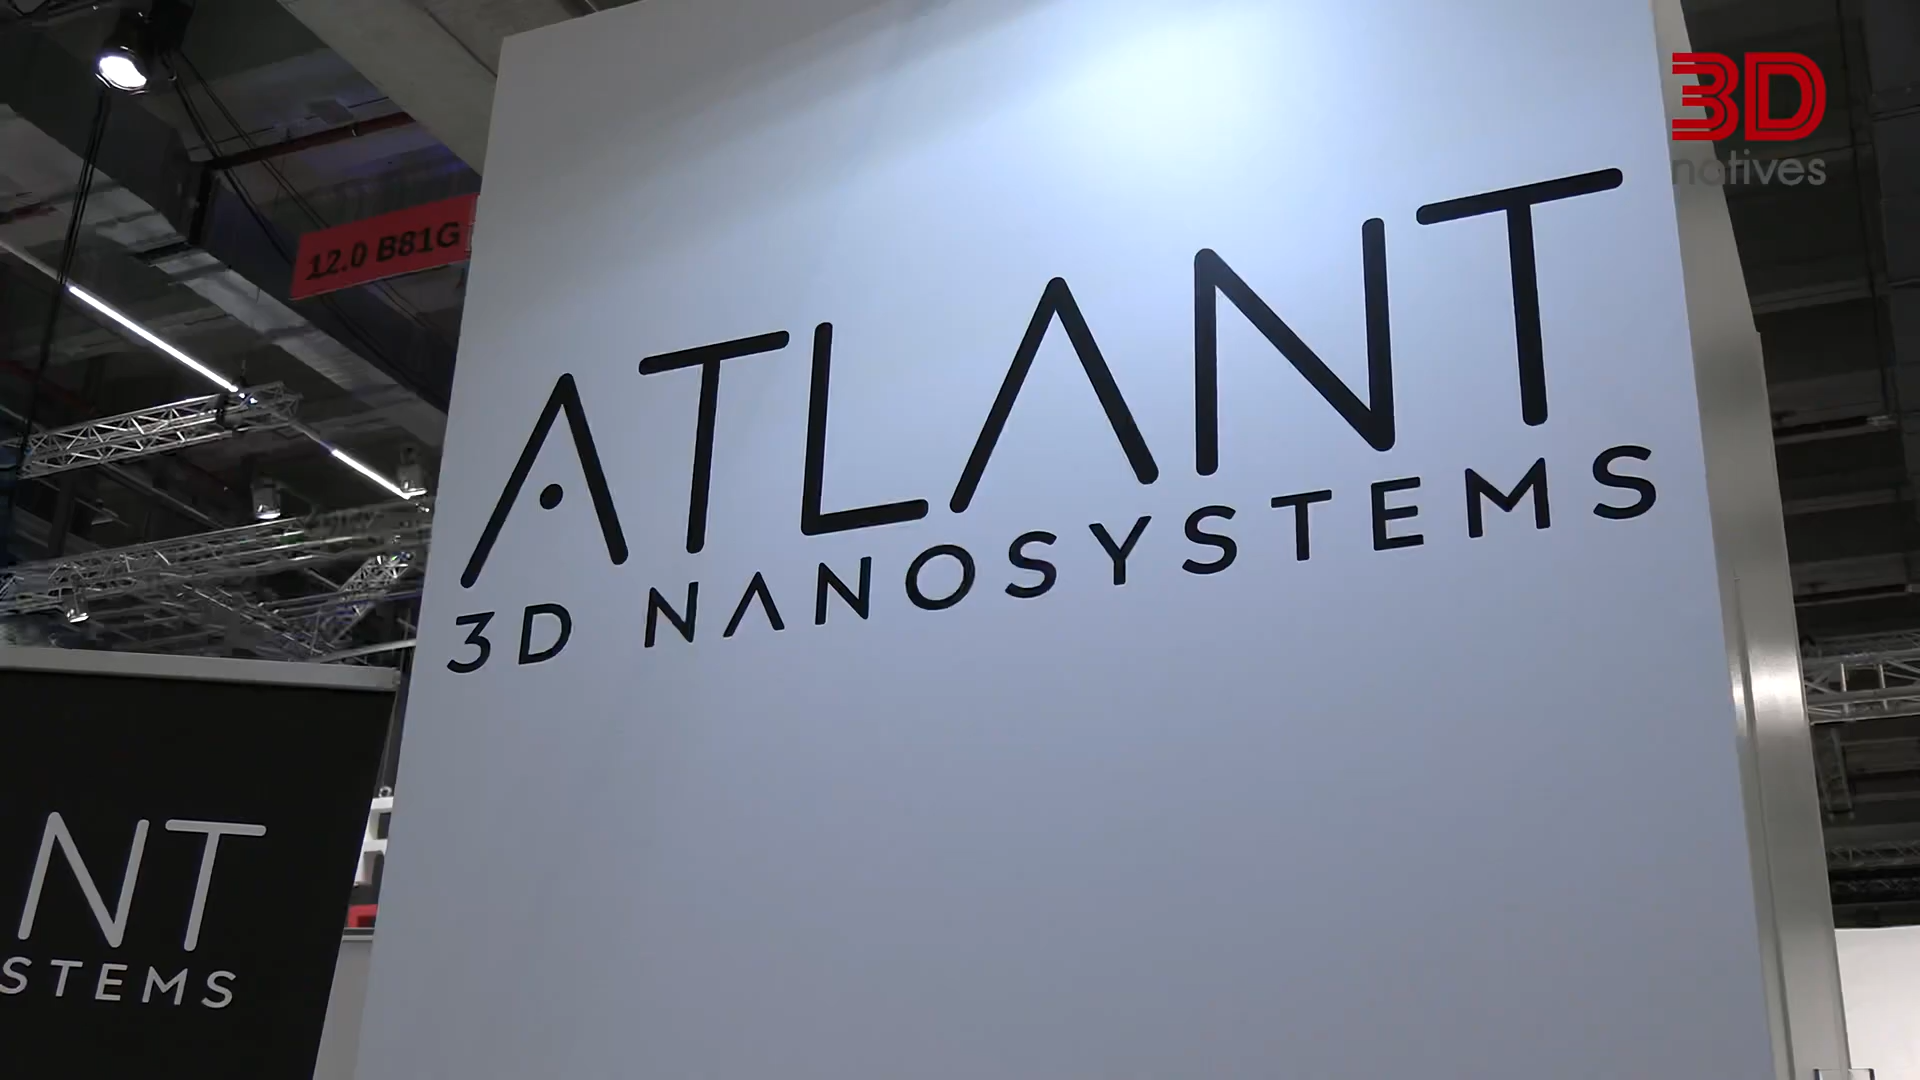 3D
natives
12.0 B81G
ATLANT
3D NANOSYSTEMS
NT
STEMS